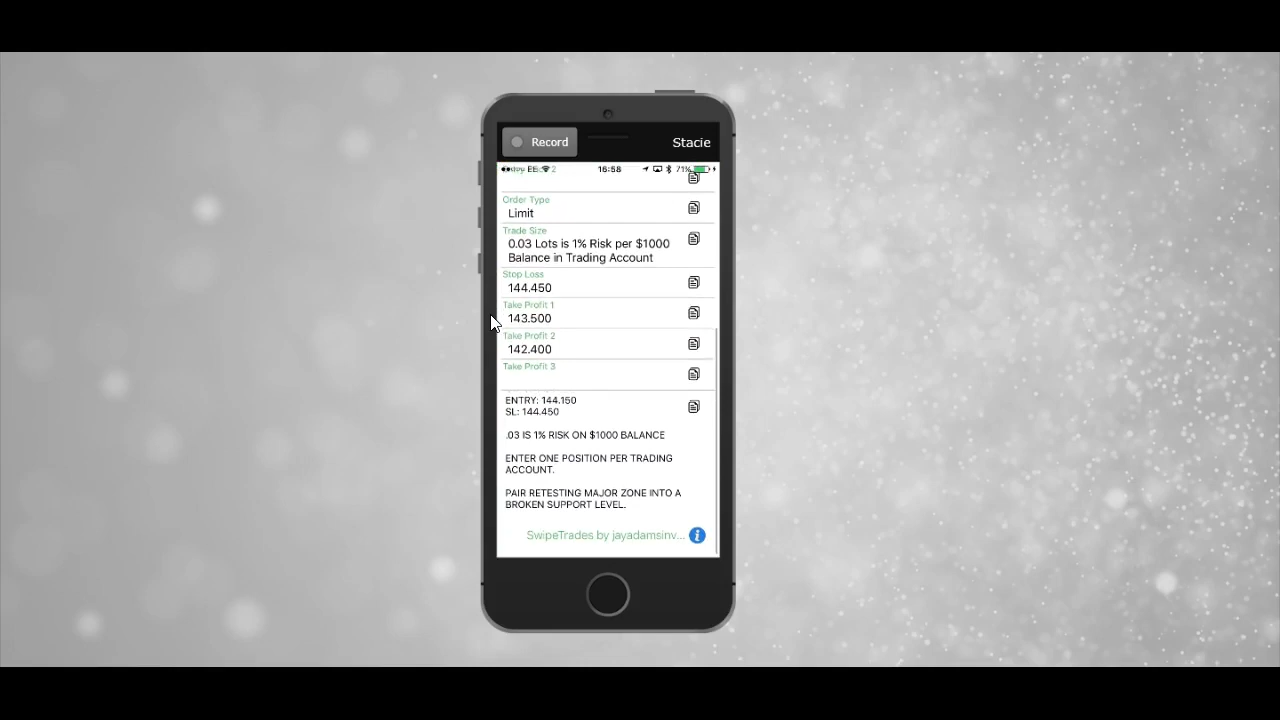 Record
Stacie
EE
16:58
71%
Order Type
Limit
Trade Size
0.03 Lots is 1% Risk per $1000
Balance in Trading Account
Stop Loss
144.450
Take Profit 1
143.500
Take Profit 2
142.400
Take Profit 3
ENTRY: 144.150
SL: 144.450
.03 IS 1% RISK ON $1000 BALANCE
ENTER ONE POSITION PER TRADING
ACCOUNT.
PAIR RETESTING MAJOR ZONE INTO A
BROKEN SUPPORT LEVEL.
SwipeTrades by jayadamsinv...